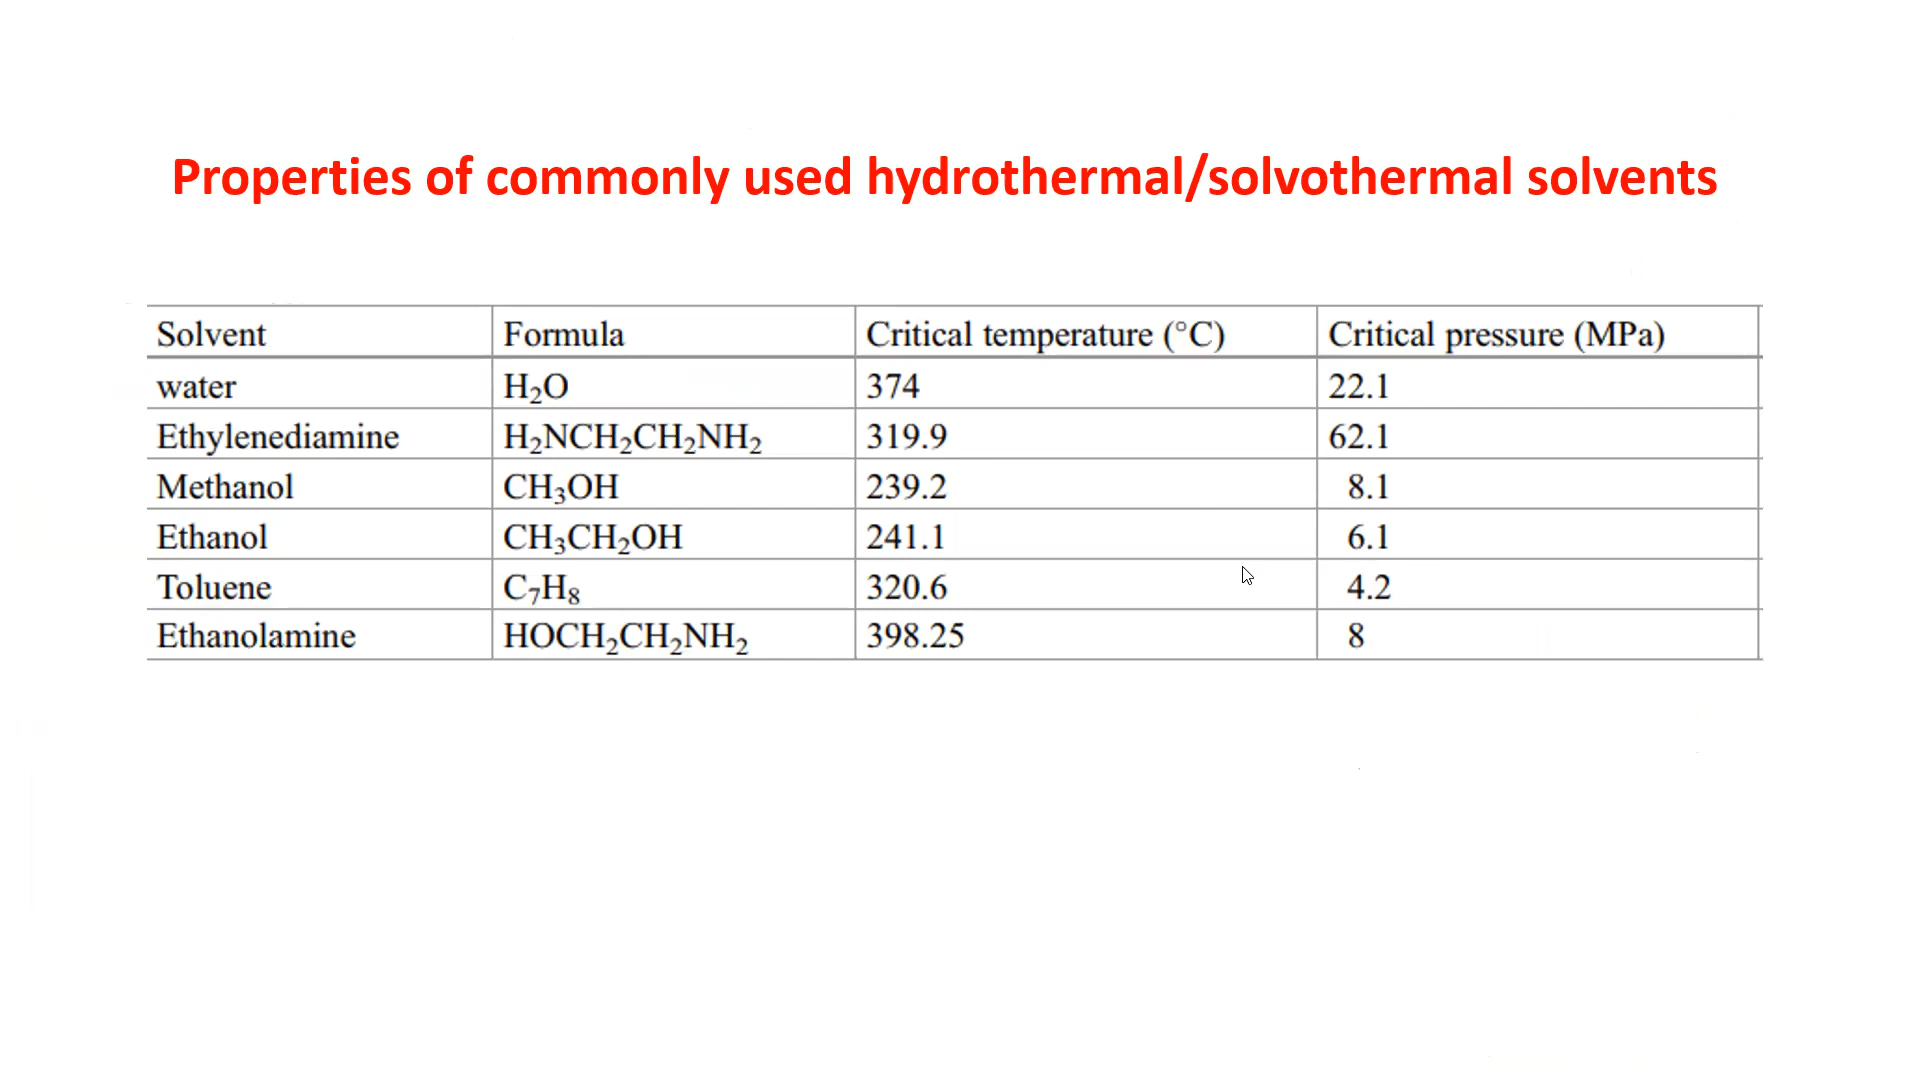 Properties of commonly used hydrothermal/solvothermal solvents
Solvent Formula Critical temperature (°C) Critical pressure (MPa)
water H₂O 374 22.1
Ethylenediamine H₂NCH₂CH₂NH₂ 319.9 62.1
Methanol CH₃OH 239.2 8.1
Ethanol CH₃CH₂OH 241.1 6.1
Toluene C₇H₈ 320.6 4.2
Ethanolamine HOCH₂CH₂NH₂ 398.25 8